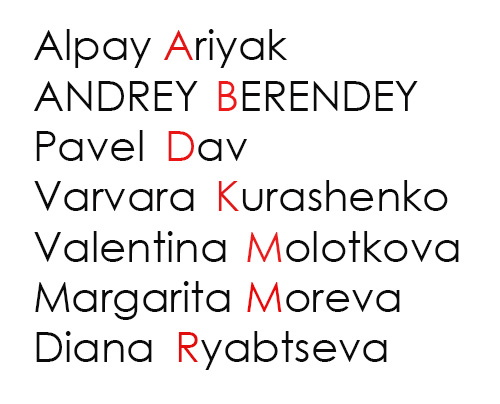 Alpay Ariyak
ANDREY BERENDEY
Pavel Dav
Varvara Kurashenko
Valentina Molotkova
Margarita Moreva
Diana Ryabtseva